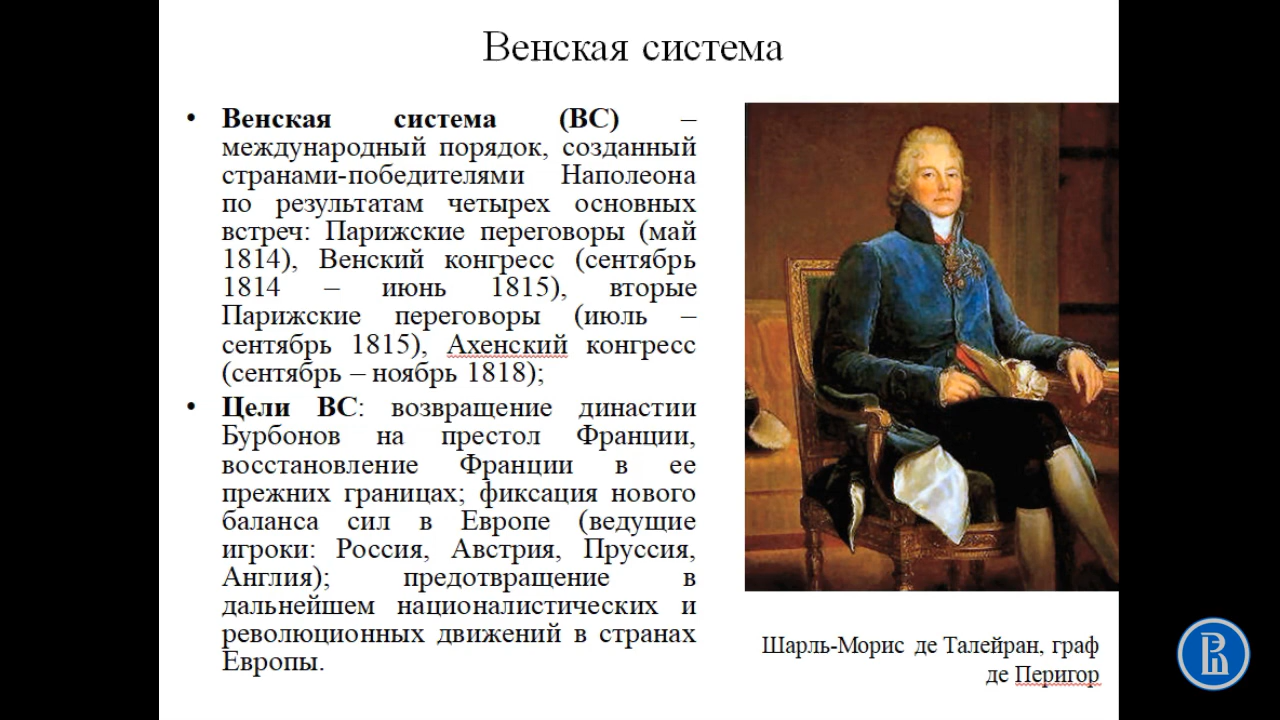 Венская система
• Венская система (ВС) –
международный порядок, созданный
странами-победителями Наполеона
по результатам четырех основных
встреч: Парижские переговоры (май
1814), Венский конгресс (сентябрь
1814 – июнь 1815), вторые
Парижские переговоры (июль –
сентябрь 1815), Ахенский конгресс
(сентябрь – ноябрь 1818);
• Цели ВС: возвращение династии
Бурбонов на престол Франции,
восстановление Франции в ее
прежних границах; фиксация нового
баланса сил в Европе (ведущие
игроки: Россия, Австрия, Пруссия,
Англия); предотвращение в
дальнейшем националистических и
революционных движений в странах
Европы.
Шарль-Морис де Талейран, граф
де Перигор